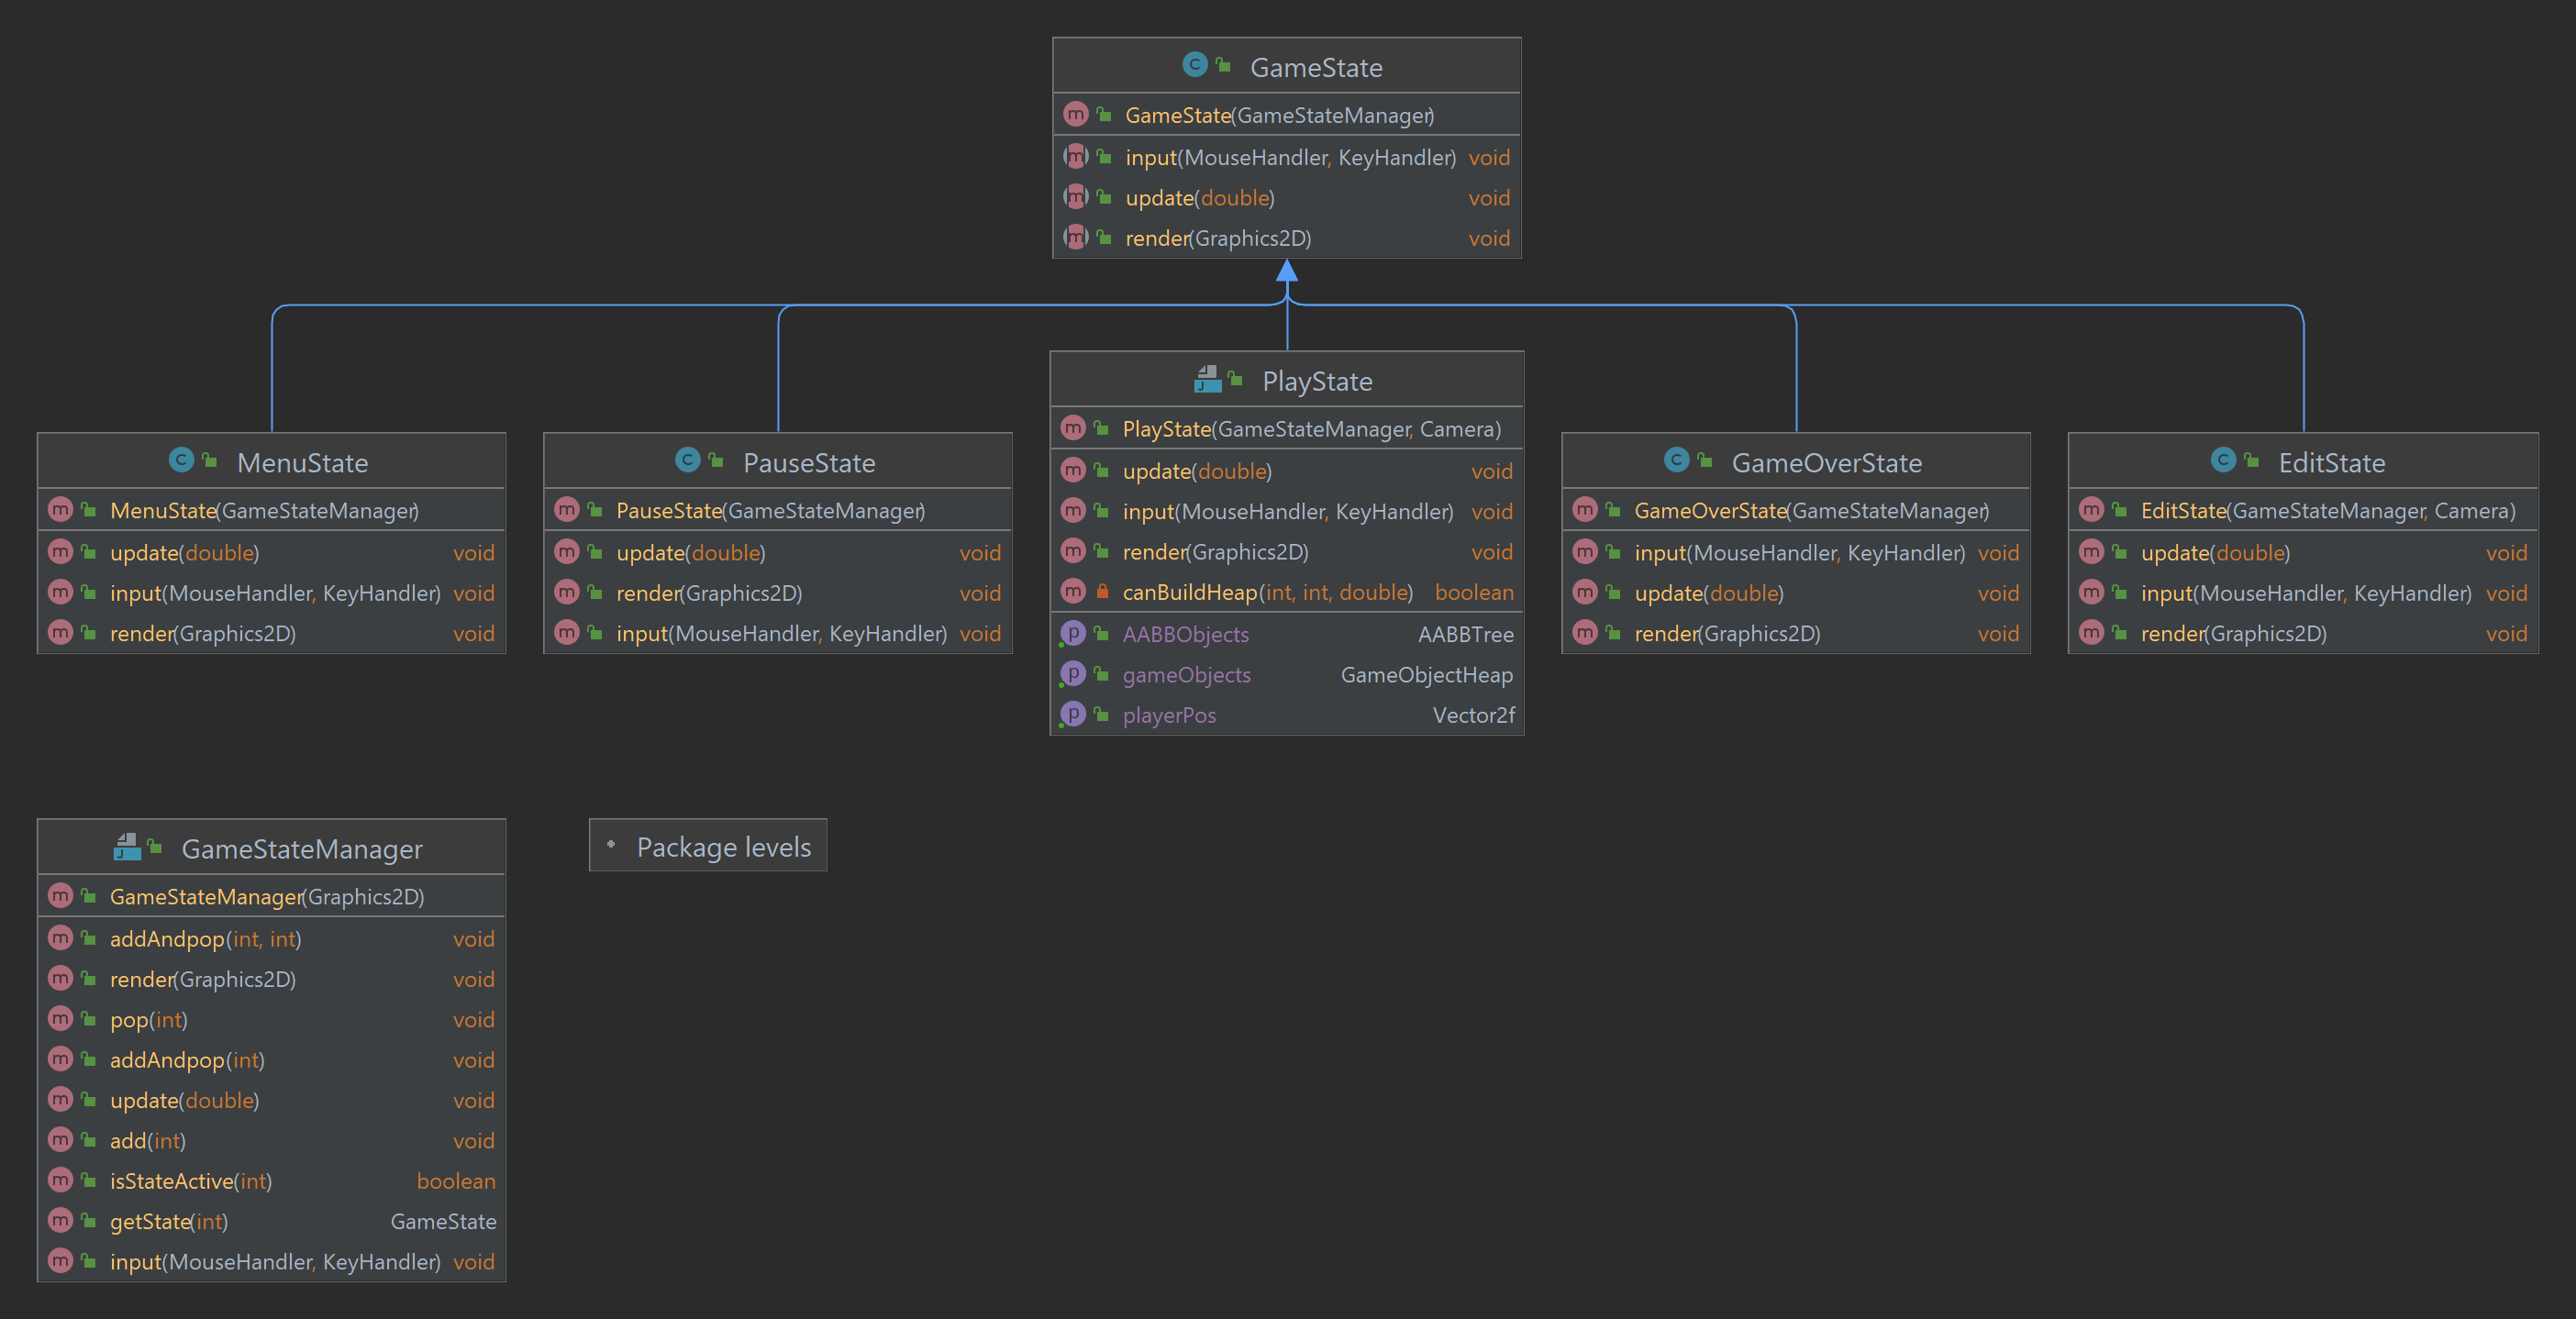 GameState
GameState(GameStateManager)
input(MouseHandler, KeyHandler) void
update(double) void
render(Graphics2D) void
PlayState
PlayState(GameStateManager, Camera)
update(double) void
input(MouseHandler, KeyHandler) void
render(Graphics2D) void
canBuildHeap(int, int, double) boolean
AABBObjects AABBTree
gameObjects GameObjectHeap
playerPos Vector2f
MenuState
MenuState(GameStateManager)
update(double) void
input(MouseHandler, KeyHandler) void
render(Graphics2D) void
PauseState
PauseState(GameStateManager)
update(double) void
render(Graphics2D) void
input(MouseHandler, KeyHandler) void
GameOverState
GameOverState(GameStateManager)
input(MouseHandler, KeyHandler) void
update(double) void
render(Graphics2D) void
EditState
EditState(GameStateManager, Camera)
update(double) void
input(MouseHandler, KeyHandler) void
render(Graphics2D) void
GameStateManager
GameStateManager(Graphics2D)
addAndpop(int, int) void
render(Graphics2D) void
pop(int) void
addAndpop(int) void
update(double) void
add(int) void
isStateActive(int) boolean
getState(int) GameState
input(MouseHandler, KeyHandler) void
Package levels